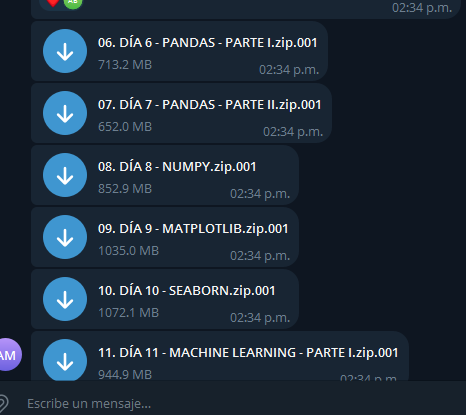 02:34 p.m.
06. DÍA 6 - PANDAS - PARTE I.zip.001
713.2 MB
02:34 p.m.
07. DÍA 7 - PANDAS - PARTE II.zip.001
652.0 MB
02:34 p.m.
08. DÍA 8 - NUMPY.zip.001
852.9 MB
02:34 p.m.
09. DÍA 9 - MATPLOTLIB.zip.001
1035.0 MB
02:34 p.m.
10. DÍA 10 - SEABORN.zip.001
1072.1 MB
02:34 p.m.
AM
11. DÍA 11 - MACHINE LEARNING - PARTE I.zip.001
944.9 MB
02:34 p.m.
Escribe un mensaje...